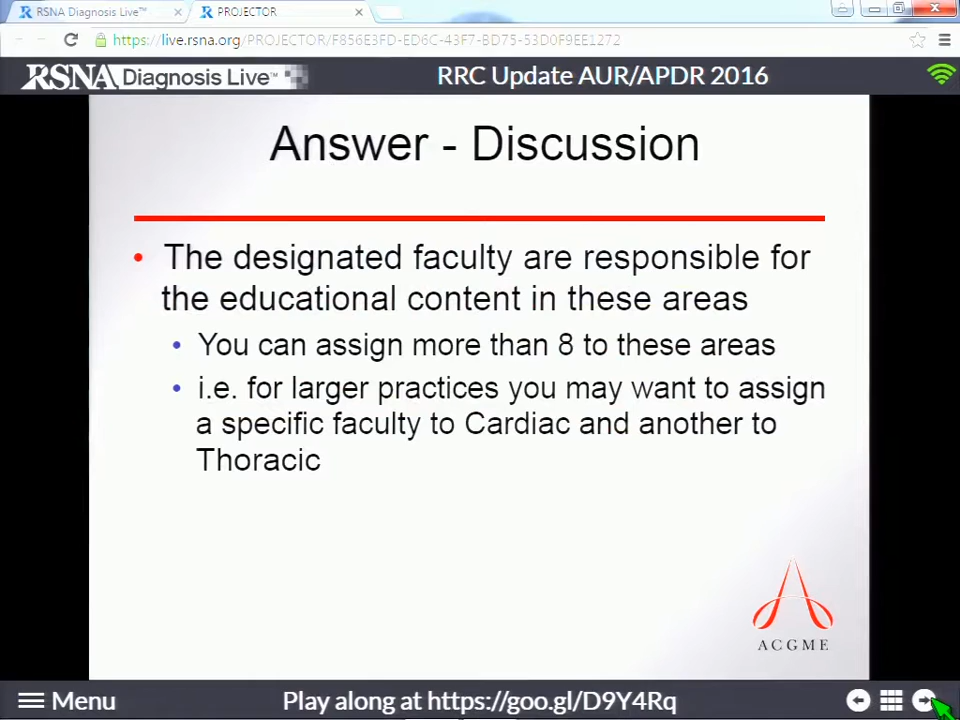 RSNA Diagnosis Live™
PROJECTOR
https://live.rsna.org/PROJECTOR/F856E3FD-ED6C-43F7-BD75-53D0F9EE1272
RSNA Diagnosis Live™
RRC Update AUR/APDR 2016
Answer - Discussion
• The designated faculty are responsible for
the educational content in these areas
• You can assign more than 8 to these areas
• i.e. for larger practices you may want to assign
a specific faculty to Cardiac and another to
Thoracic
ACGME
Menu
Play along at https://goo.gl/D9Y4Rq